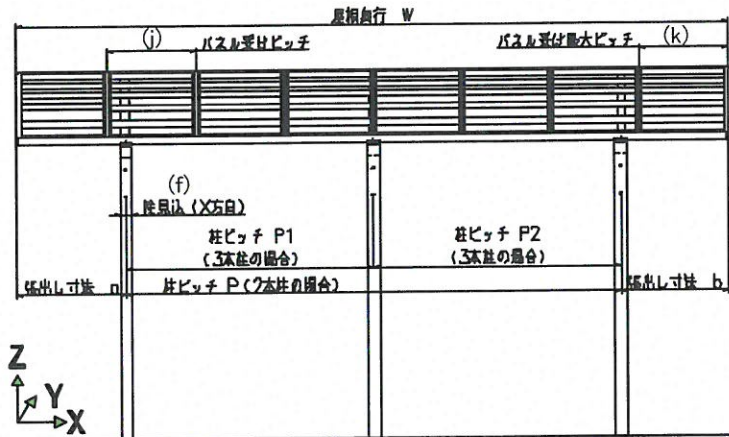 屋根奥行 W
(j)
パネル受けピッチ
パネル受け最大ピッチ
(k)
(f)
柱見込 (X方向)
柱ピッチ P1
(3本柱の場合)
柱ピッチ P2
(3本柱の場合)
張出し寸法 a
柱ピッチ P (2本柱の場合)
張出し寸法 b
Z
Y
X